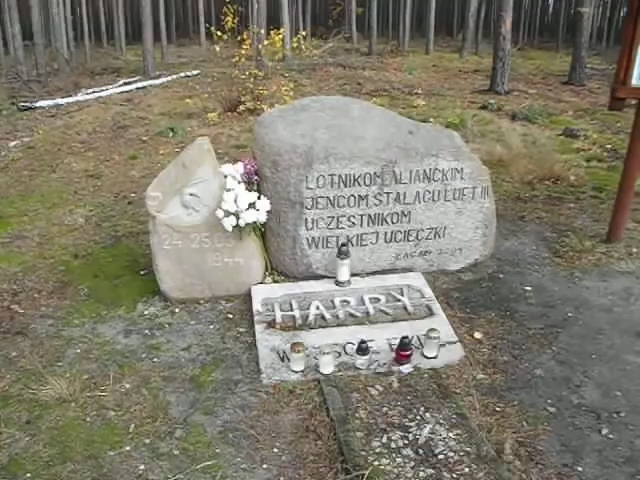 24-25.03
1944
LOTNIKOM ALIANCKIM
JEŃCOM STALAGU LUFT III
UCZESTNIKOM
WIELKIEJ UCIECZKI
HARRY